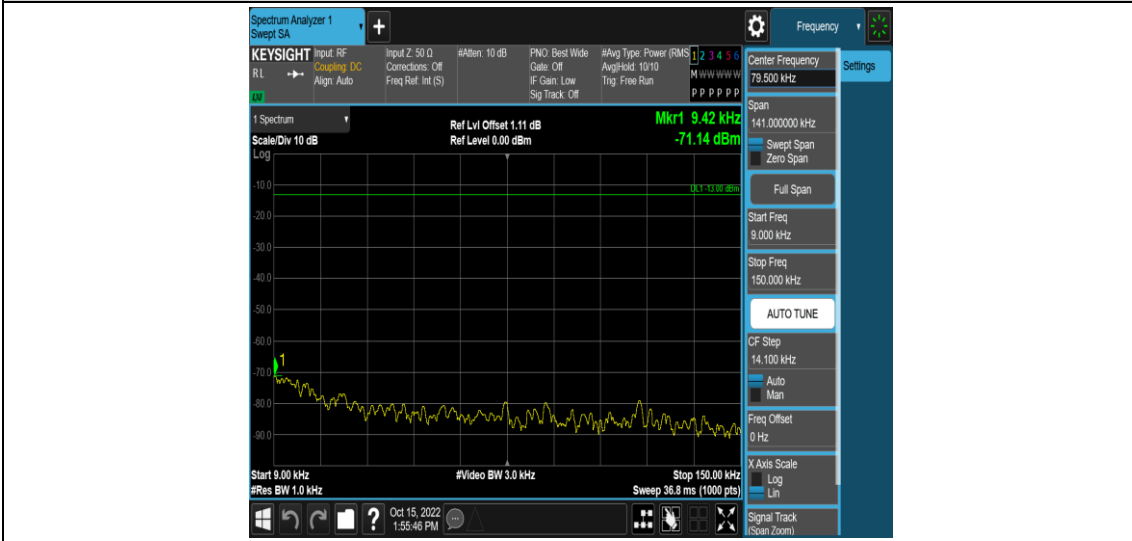 Spectrum Analyzer 1
Swept SA
+
Frequency
KEYSIGHT
RL
Input: RF
Coupling: DC
Align: Auto
Input Z: 50 Ω
Corrections: Off
Freq Ref: Int (S)
#Atten: 10 dB
PNO: Best Wide
Gate: Off
IF Gain: Low
Sig Track: Off
#Avg Type: Power (RMS
Avg|Hold: 10/10
Trig: Free Run
1 2 3 4 5 6
M W W W W W
P P P P P P
1 Spectrum
Scale/Div 10 dB
Log
Ref Lvl Offset 1.11 dB
Ref Level 0.00 dBm
Mkr1 9.42 kHz
-71.14 dBm
DL1 -13.00 dBm
-10.0
-20.0
-30.0
-40.0
-50.0
-60.0
-70.0
-80.0
-90.0
1
Start 9.00 kHz
#Res BW 1.0 kHz
#Video BW 3.0 kHz
Stop 150.00 kHz
Sweep 36.8 ms (1000 pts)
Center Frequency
79.500 kHz
Settings
Span
141.000000 kHz
Swept Span
Zero Span
Full Span
Start Freq
9.000 kHz
Stop Freq
150.000 kHz
AUTO TUNE
CF Step
14.100 kHz
Auto
Man
Freq Offset
0 Hz
X Axis Scale
Log
Lin
Signal Track
(Span Zoom)
?
Oct 15, 2022
1:55:46 PM